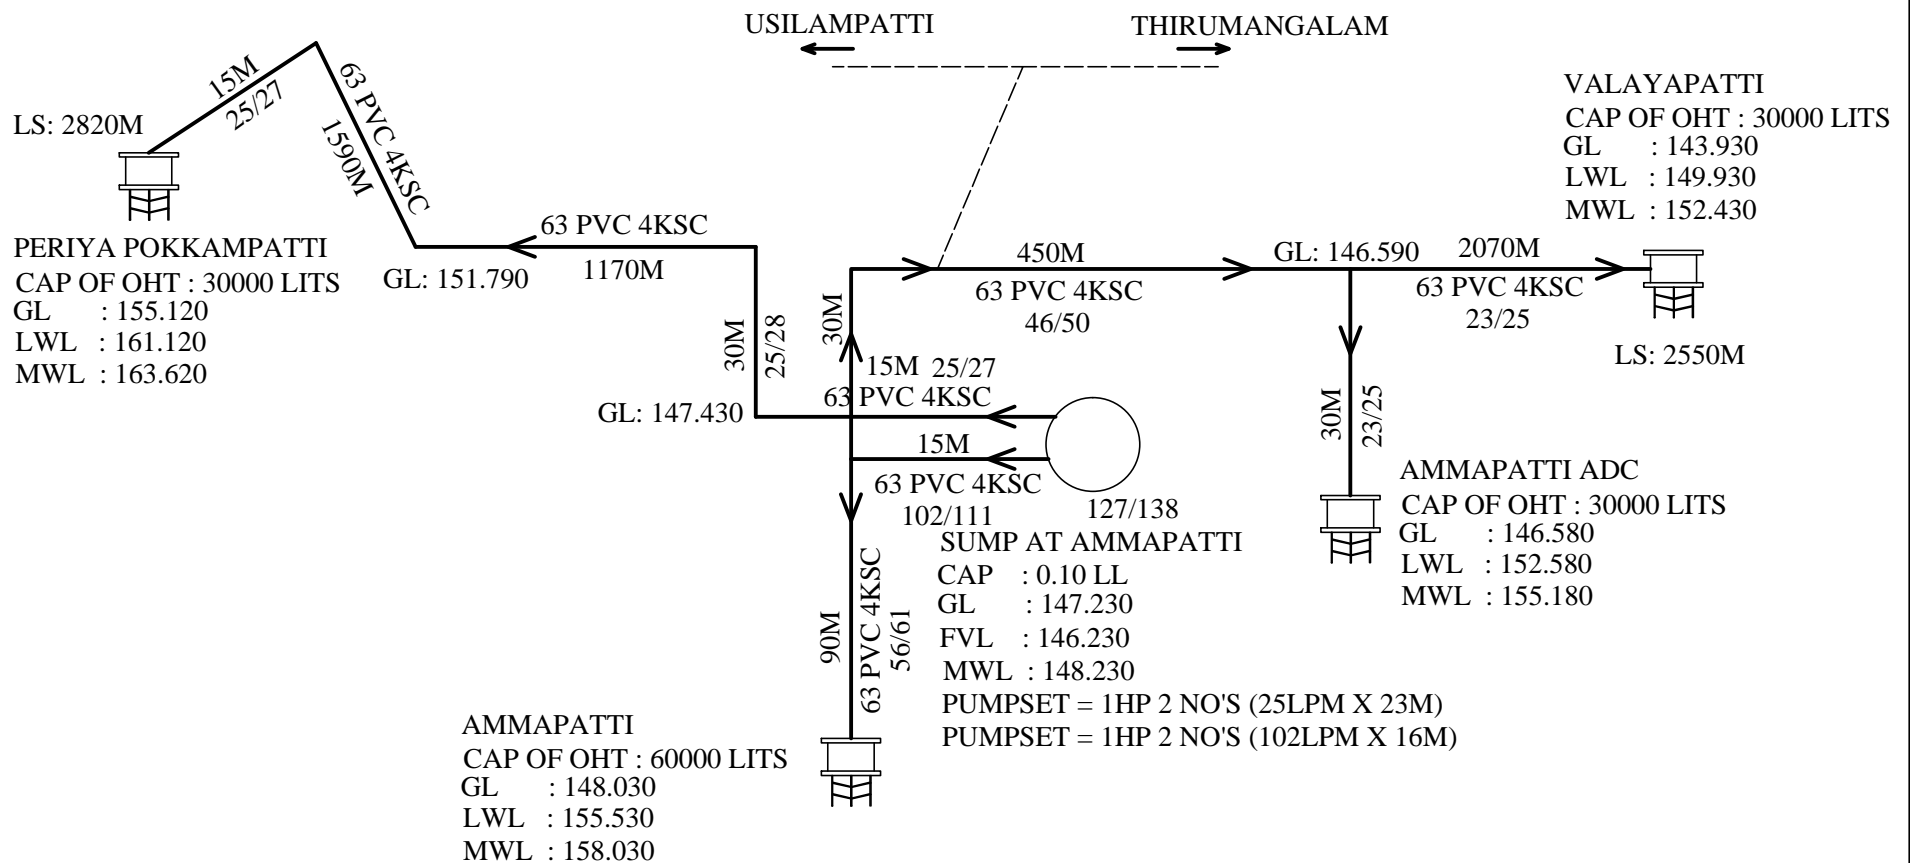 USILAMPATTI
THIRUMANGALAM
15M
25/27
63 PVC 4KSC
1590M
LS: 2820M
PERIYA POKKAMPATTI
CAP OF OHT : 30000 LITS
GL : 155.120
LWL : 161.120
MWL : 163.620
GL: 151.790
63 PVC 4KSC
1170M
30M
25/28
GL: 147.430
30M
15M 25/27
63 PVC 4KSC
15M
63 PVC 4KSC
102/111
450M
63 PVC 4KSC
46/50
GL: 146.590
2070M
63 PVC 4KSC
23/25
VALAYAPATTI
CAP OF OHT : 30000 LITS
GL : 143.930
LWL : 149.930
MWL : 152.430
LS: 2550M
30M
23/25
AMMAPATTI ADC
CAP OF OHT : 30000 LITS
GL : 146.580
LWL : 152.580
MWL : 155.180
127/138
SUMP AT AMMAPATTI
CAP : 0.10 LL
GL : 147.230
FVL : 146.230
MWL : 148.230
PUMPSET = 1HP 2 NO'S (25LPM X 23M)
PUMPSET = 1HP 2 NO'S (102LPM X 16M)
90M
63 PVC 4KSC
56/61
AMMAPATTI
CAP OF OHT : 60000 LITS
GL : 148.030
LWL : 155.530
MWL : 158.030